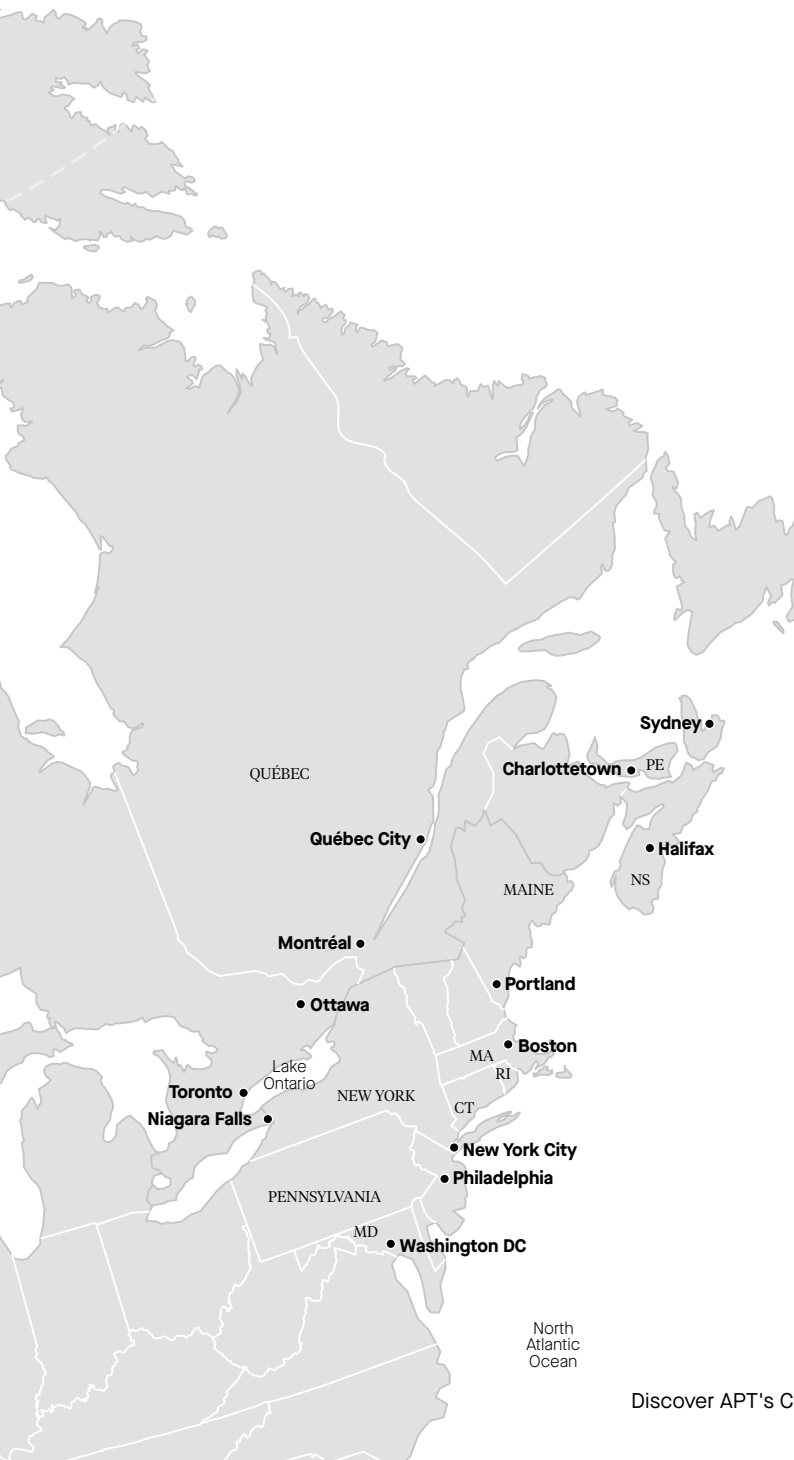 Sydney
PE
Charlottetown
QUÉBEC
Québec City
Halifax
NS
MAINE
Montréal
Portland
Ottawa
Boston
MA
Lake
Ontario
RI
Toronto
NEW YORK
CT
Niagara Falls
New York City
Philadelphia
PENNSYLVANIA
MD
Washington DC
North
Atlantic
Ocean
Discover APT's C